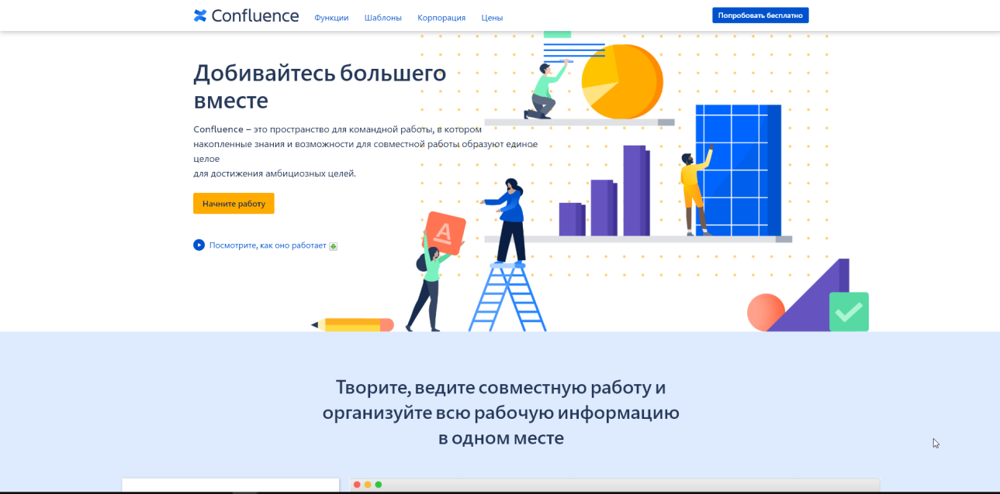 Confluence
Функции
Шаблоны
Корпорация
Цены
Попробовать бесплатно
Добивайтесь большего
вместе
Confluence – это пространство для командной работы, в котором
накопленные знания и возможности для совместной работы образуют единое
целое
для достижения амбициозных целей.
Начните работу
Посмотрите, как оно работает
A
Творите, ведите совместную работу и
организуйте всю рабочую информацию
в одном месте